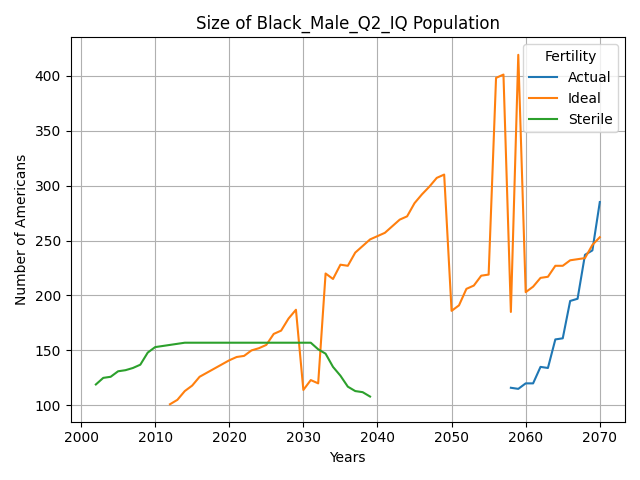 Size of Black_Male_Q2_IQ Population
Fertility
Actual
Ideal
Sterile
Number of Americans
400
350
300
250
200
150
100
2000 2010 2020 2030 2040 2050 2060 2070
Years